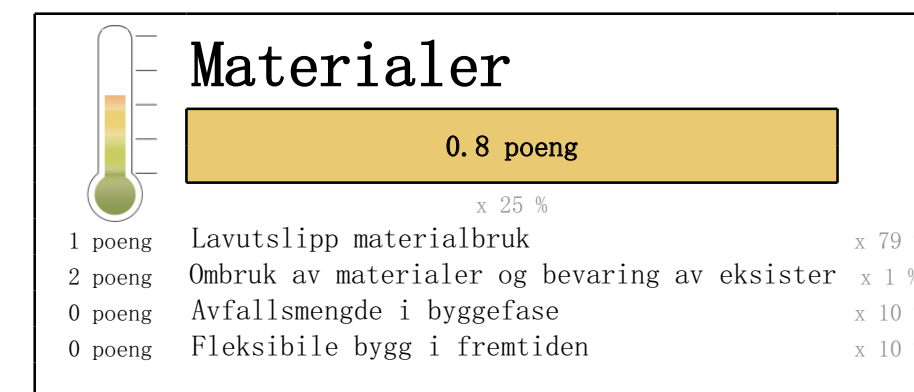 Materialer
0.8 poeng
x 25 %
1 poeng Lavutslipp materialbruk x 79
2 poeng Ombruk av materialer og bevaring av eksister x 1 %
0 poeng Avfallsmengde i byggefase x 10
0 poeng Fleksibile bygg i fremtiden x 10